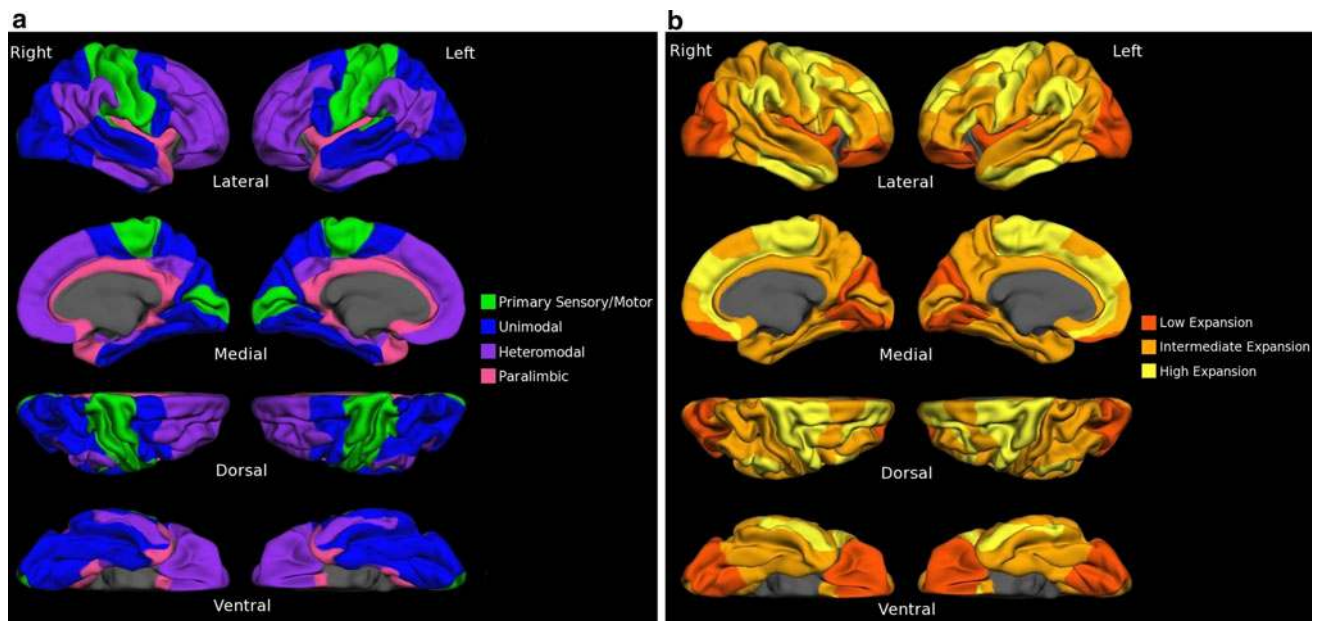 a
Right
Left
Lateral
Medial
Primary Sensory/Motor
Unimodal
Heteromodal
Paralimbic
Dorsal
Ventral
b
Right
Left
Lateral
Medial
Low Expansion
Intermediate Expansion
High Expansion
Dorsal
Ventral